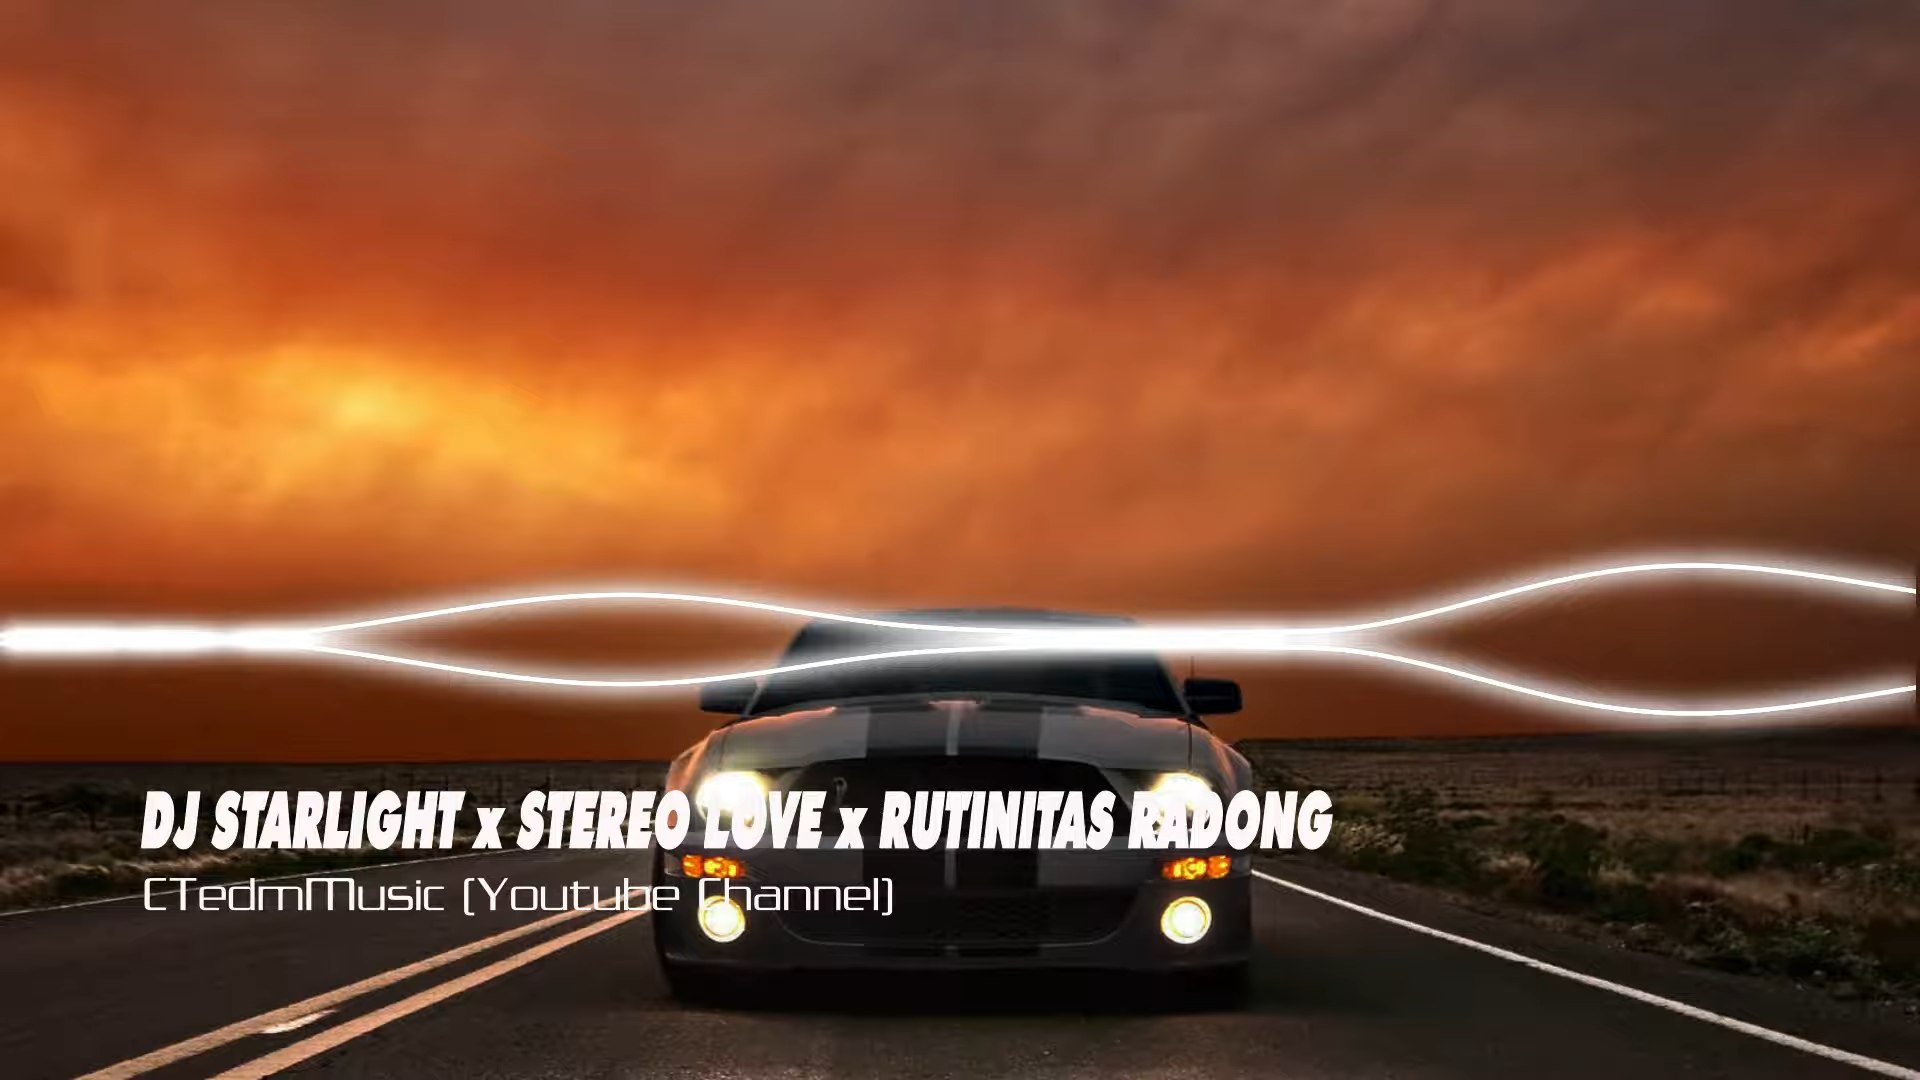 DJ STARLIGHT x STEREO LOVE x RUTINITAS RADONG
CTedmMusic (Youtube Channel)